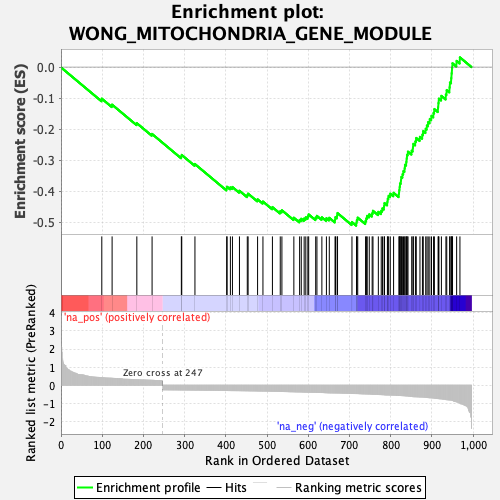 Enrichment plot:
WONG_MITOCHONDRIA_GENE_MODULE
Enrichment score (ES)
0.0
-0.1
-0.2
-0.3
-0.4
-0.5
Ranked list metric (PreRanked)
4
3
2
1
0
-1
-2
'na_pos' (positively correlated)
Zero cross at 247
'na_neg' (negatively correlated)
0
100
200
300
400
500
600
700
800
900
1,000
Rank in Ordered Dataset
Enrichment profile
Hits
Ranking metric scores